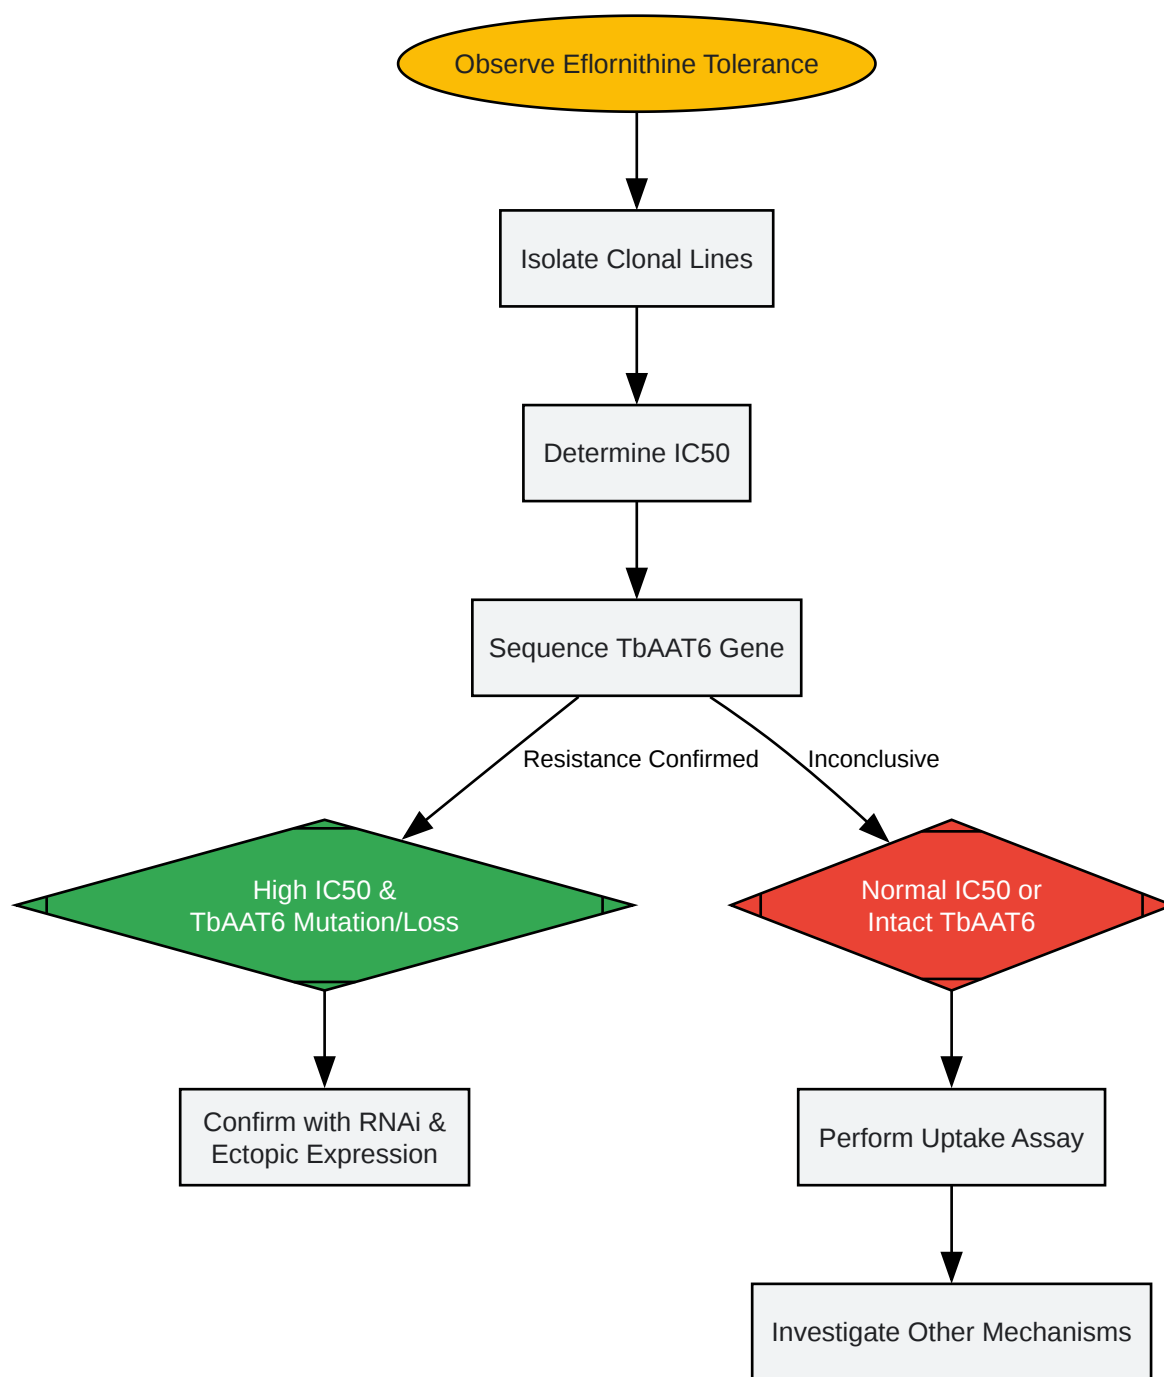 Observe Eflornithine Tolerance
Isolate Clonal Lines
Determine IC50
Sequence TbAAT6 Gene
Resistance Confirmed
Inconclusive
High IC50 &
TbAAT6 Mutation/Loss
Normal IC50 or
Intact TbAAT6
Confirm with RNAi &
Ectopic Expression
Perform Uptake Assay
Investigate Other Mechanisms